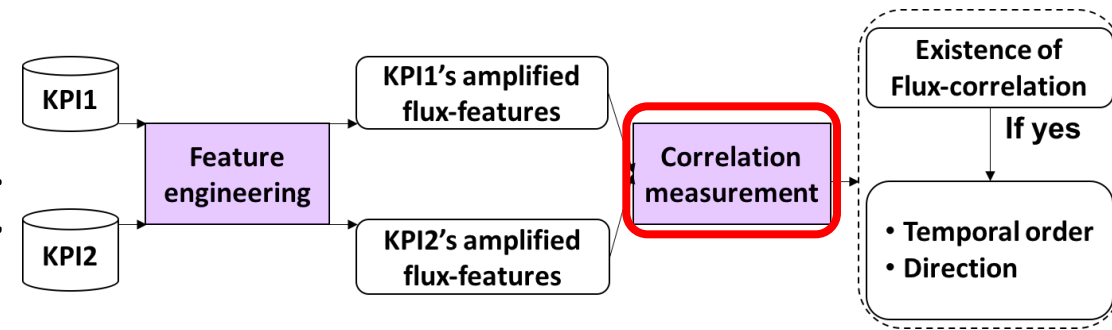 KPI1
KPI2
Feature
engineering
KPI1's amplified
flux-features
KPI2's amplified
flux-features
Correlation
measurement
Existence of
Flux-correlation
If yes
• Temporal order
• Direction